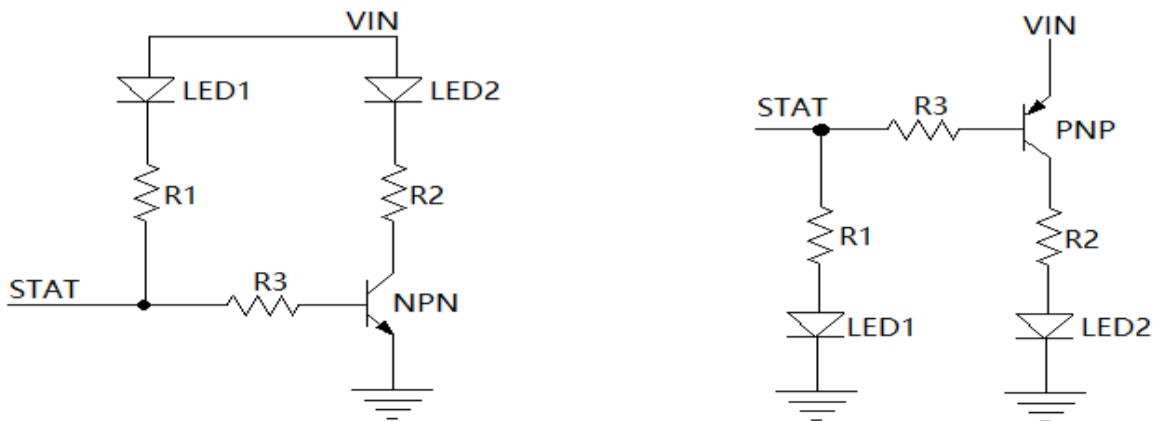 VIN
LED1
LED2
R1
R2
STAT
R3
NPN
VIN
STAT
R3
PNP
R1
R2
LED1
LED2